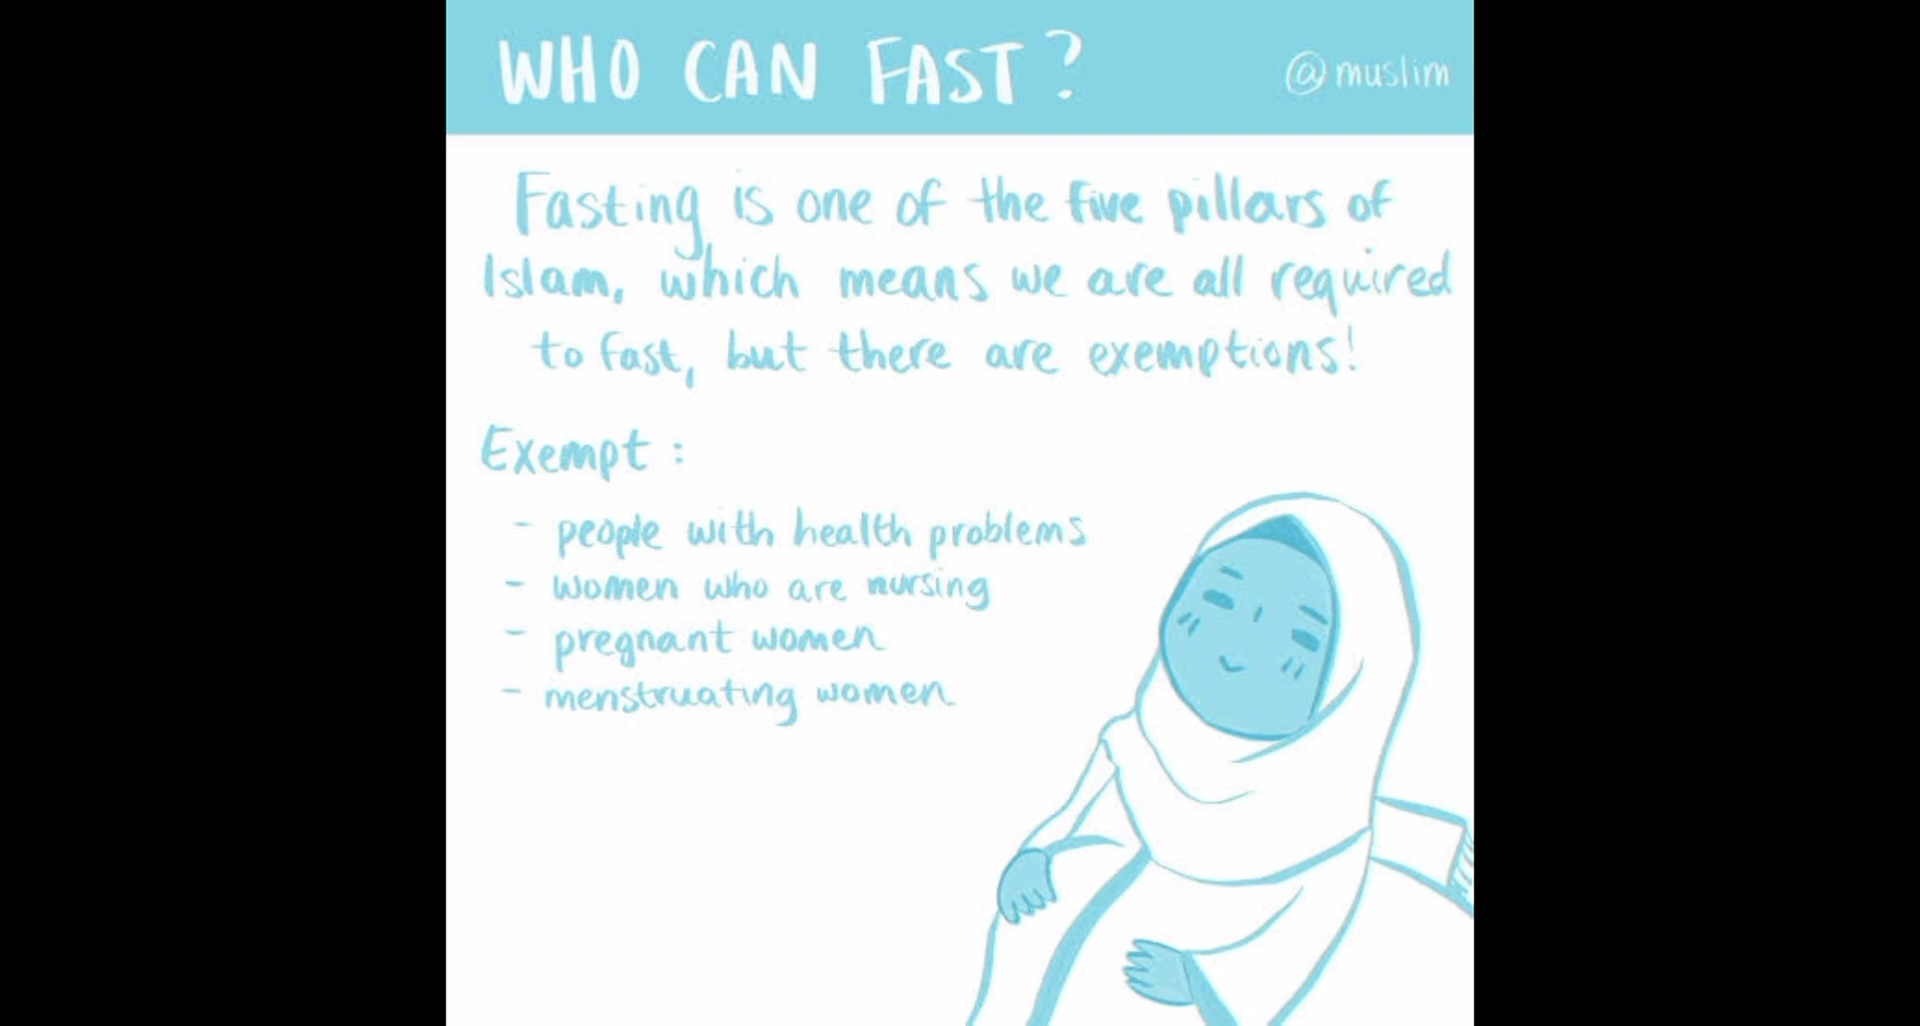 WHO CAN FAST?
@muslim
Fasting is one of the five pillars of
Islam, which means we are all required
to fast, but there are exemptions!
Exempt:
- people with health problems
- women who are nursing
- pregnant women
- menstruating women